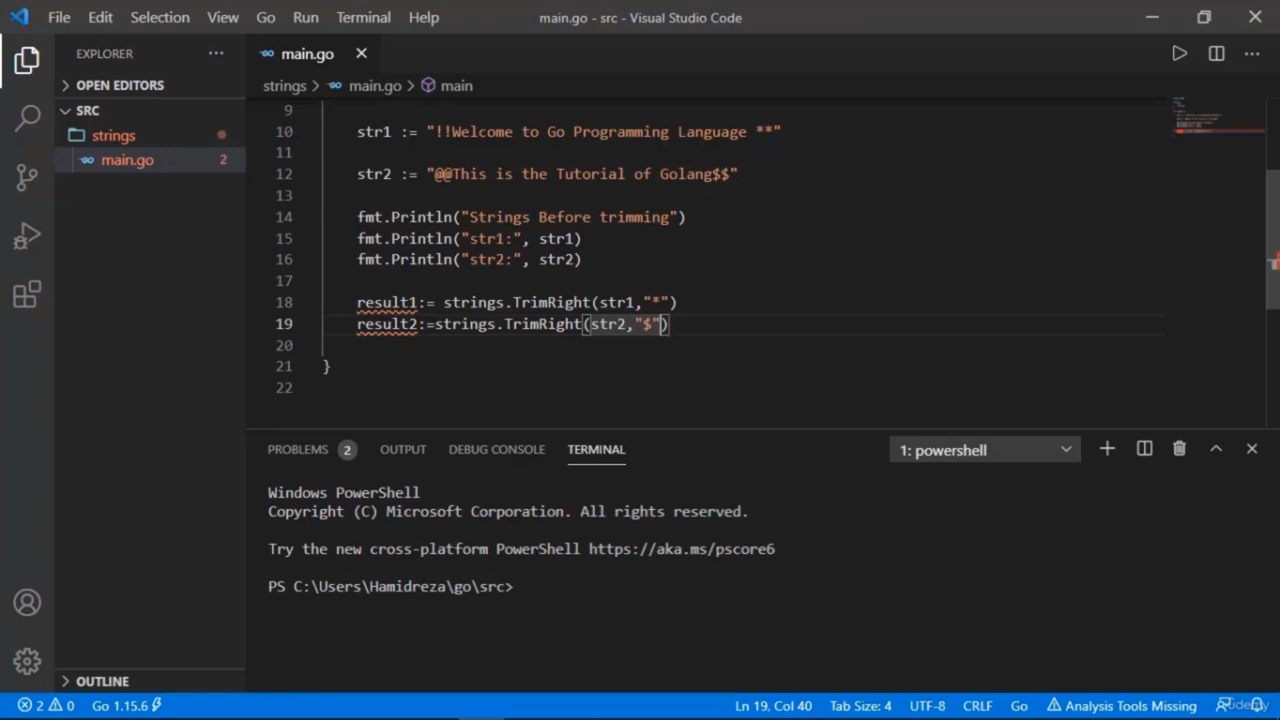 File Edit Selection View Go Run Terminal Help main.go - src - Visual Studio Code
EXPLORER
main.go
OPEN EDITORS
strings > main.go > main
SRC
strings
main.go 2
9
10 str1 := "!!Welcome to Go Programming Language **"
11
12 str2 := "@@This is the Tutorial of Golang$$"
13
14 fmt.Println("Strings Before trimming")
15 fmt.Println("str1:", str1)
16 fmt.Println("str2:", str2)
17
18 result1:= strings.TrimRight(str1,"*")
19 result2:=strings.TrimRight(str2,"$")
20
21 }
22
PROBLEMS 2 OUTPUT DEBUG CONSOLE TERMINAL 1: powershell
Windows PowerShell
Copyright (C) Microsoft Corporation. All rights reserved.
Try the new cross-platform PowerShell https://aka.ms/pscore6
PS C:\Users\Hamidreza\go\src>
OUTLINE
2 0 Go 1.15.6 Ln 19, Col 40 Tab Size: 4 UTF-8 CRLF Go Analysis Tools Missing